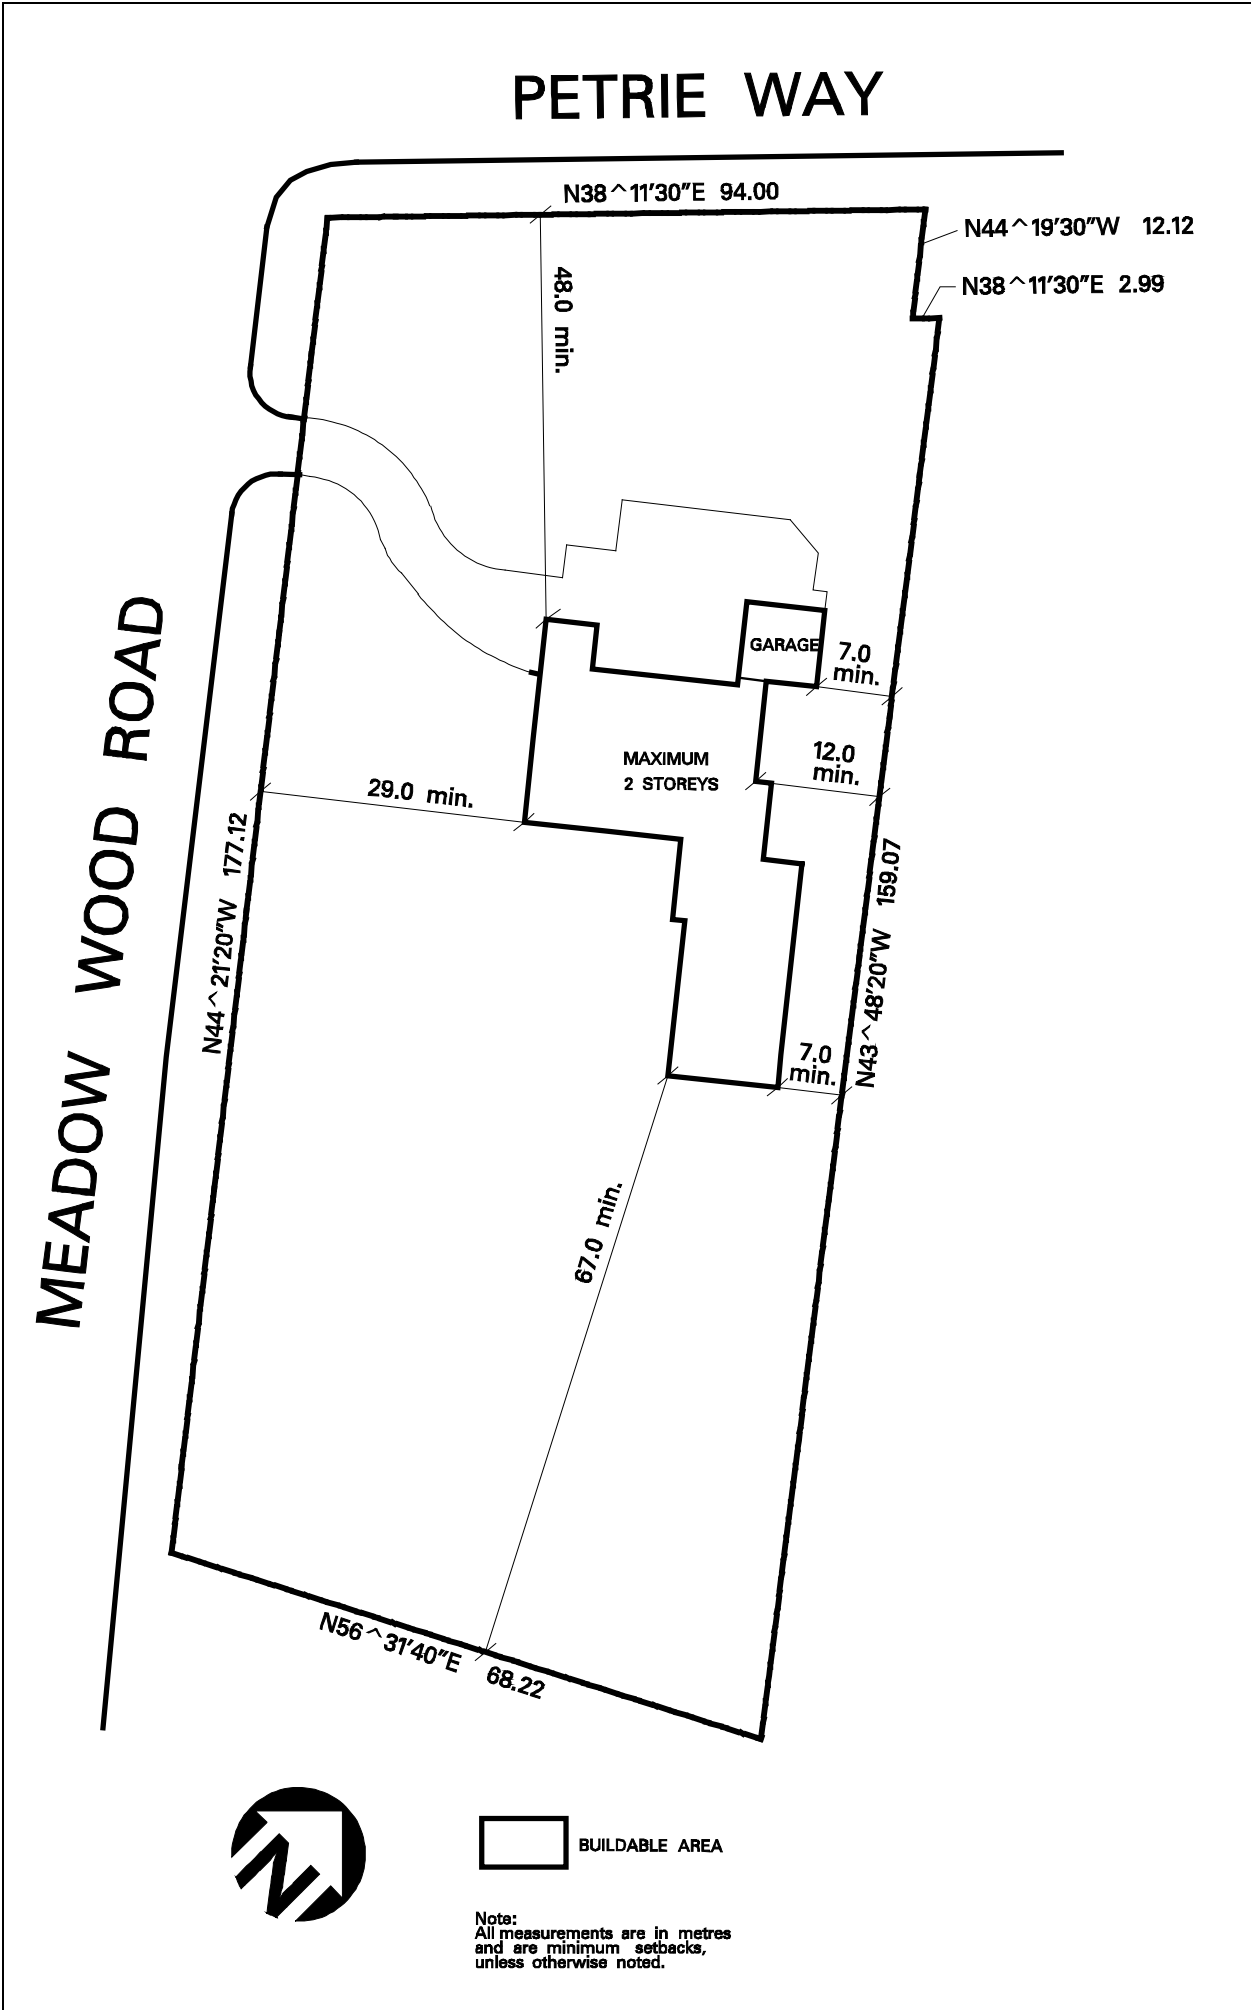 PETRIE WAY
N38^11'30"E 94.00
N44^19'30"W 12.12
N38^11'30"E 2.99
48.0 min.
GARAGE
7.0
min.
MAXIMUM
2 STOREYS
12.0
min.
29.0 min.
MEADOW WOOD ROAD
N44^21'20"W 177.12
N43^48'20"W 159.07
7.0
min.
67.0 min.
N56^31'40"E 68.22
N
BUILDABLE AREA
Note:
All measurements are in metres
and are minimum setbacks,
unless otherwise noted.